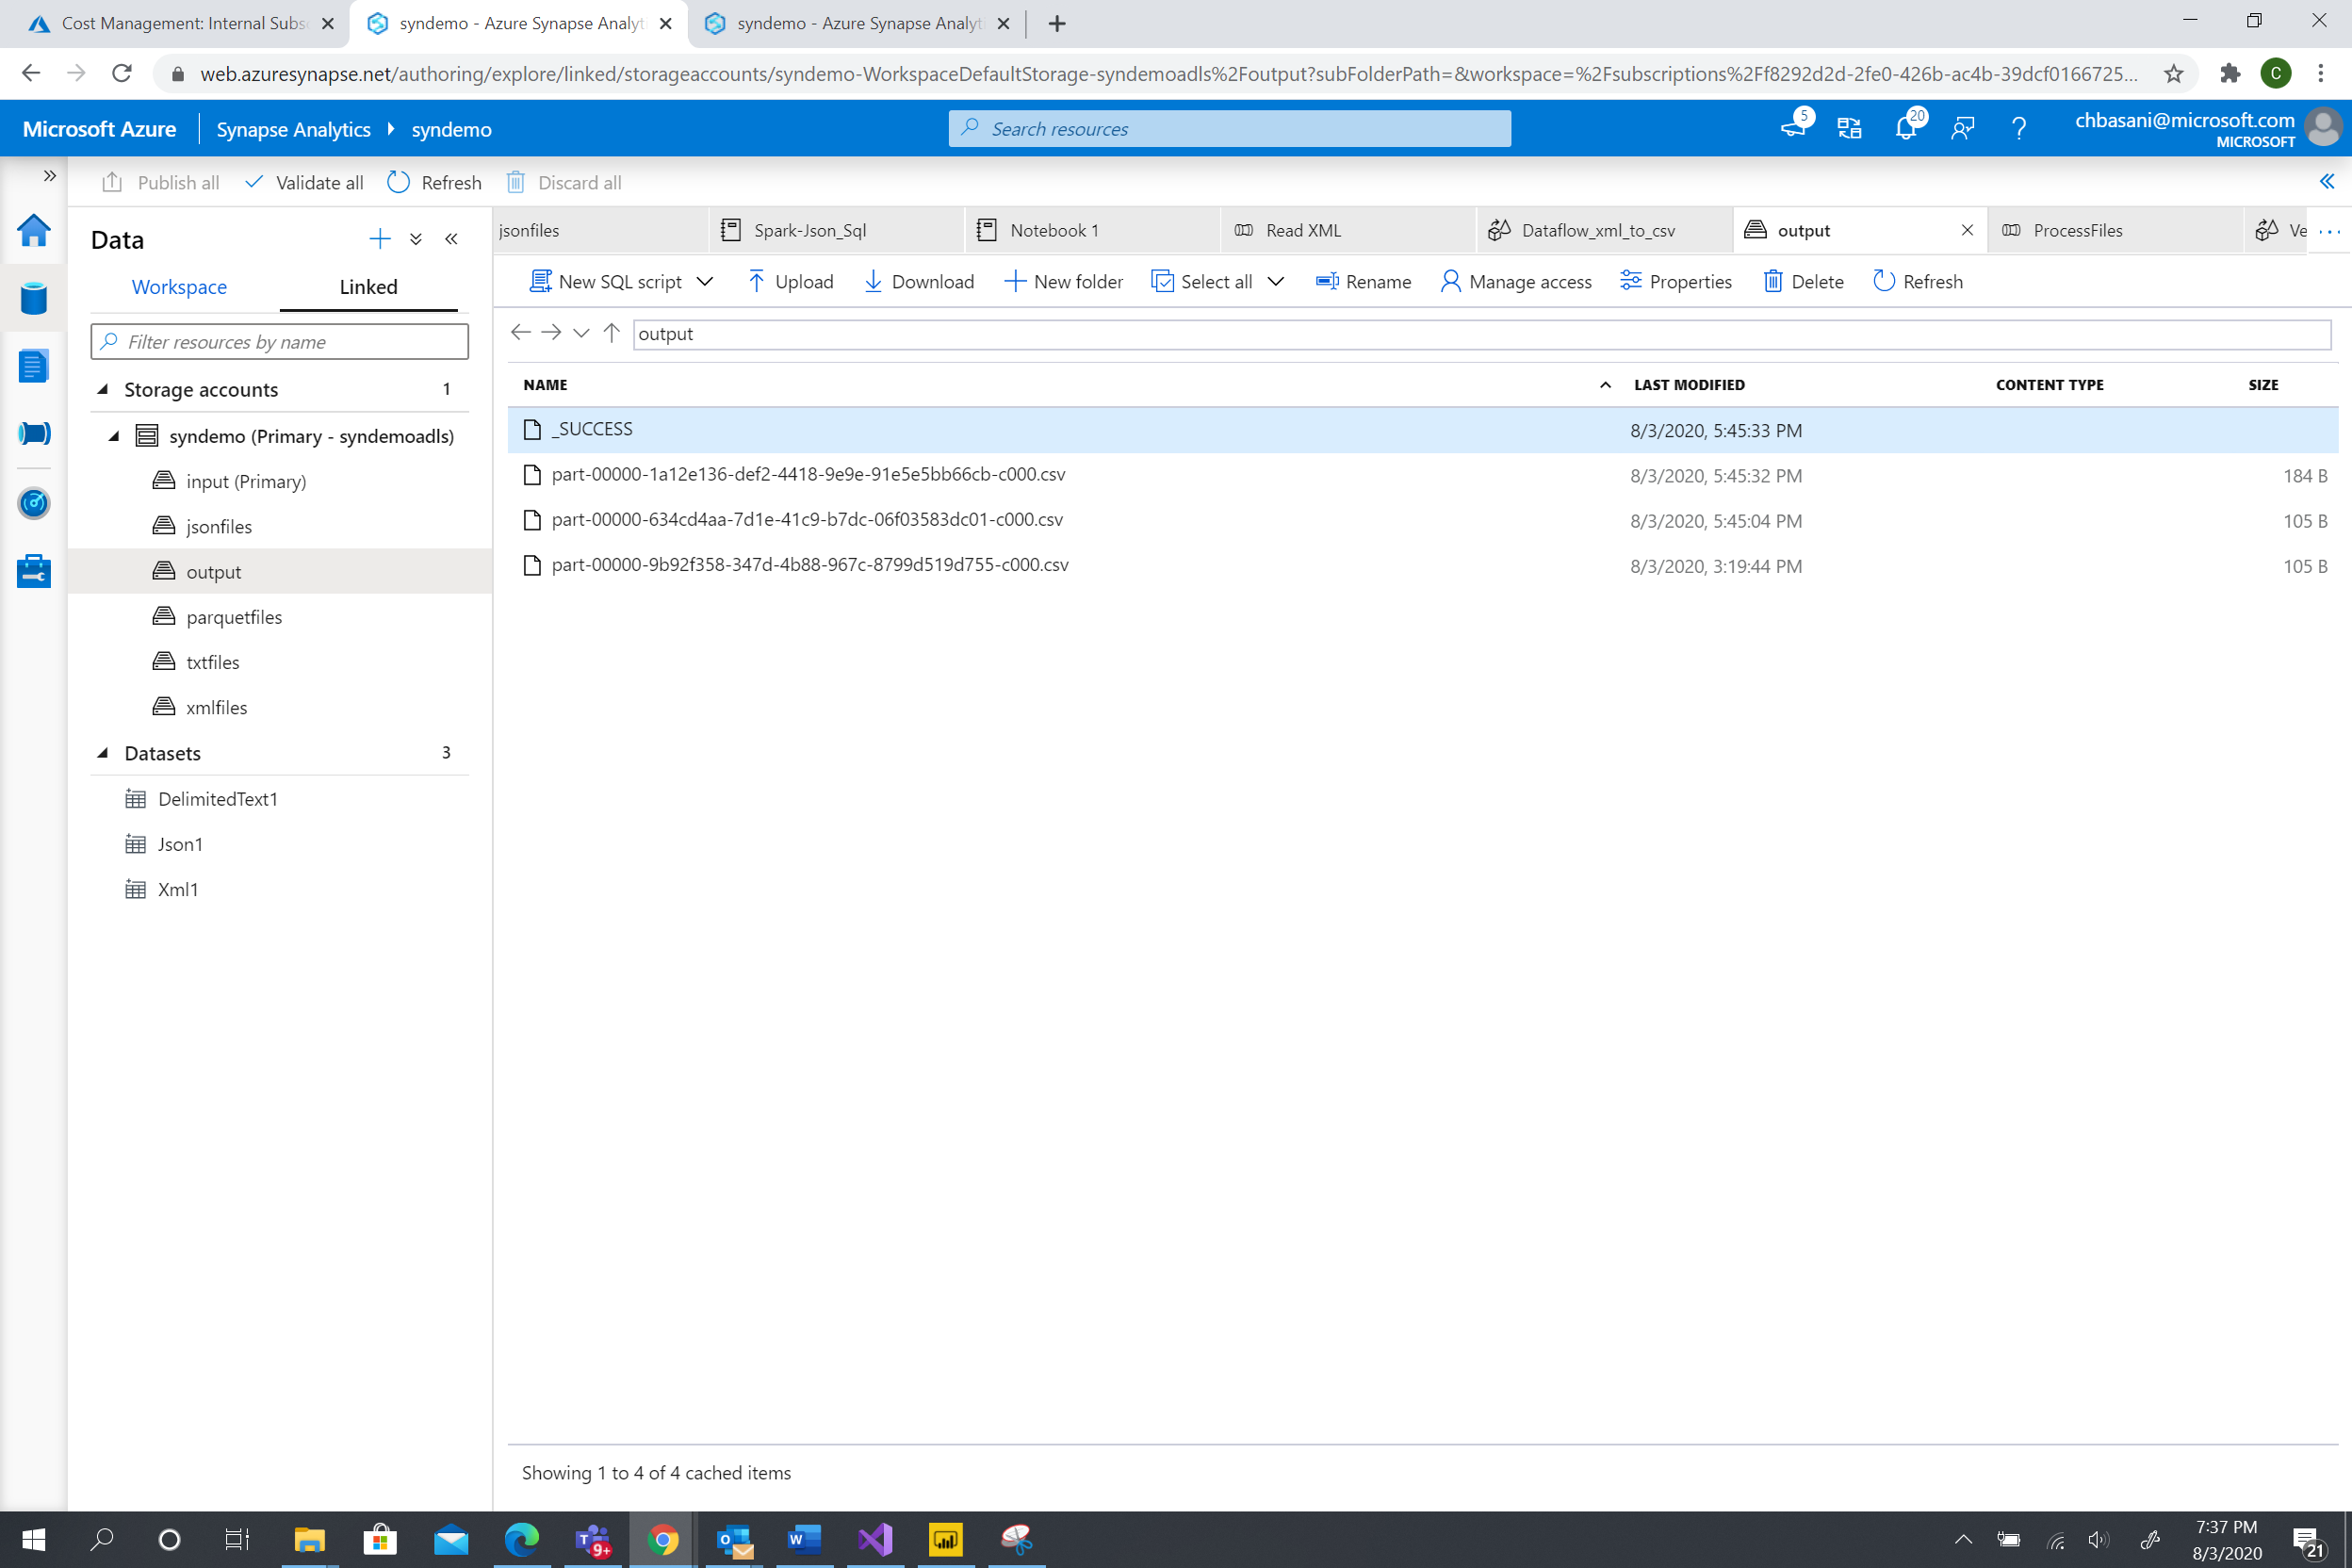 Cost Management: Internal Subs
syndemo - Azure Synapse Analyt
syndemo - Azure Synapse Analyt
web.azuresynapse.net/authoring/explore/linked/storageaccounts/syndemo-WorkspaceDefaultStorage-syndemoadls%2Foutput?subFolderPath=&workspace=%2Fsubscriptions%2Ff8292d2d-2fe0-426b-ac4b-39dcf0166725...
C
Microsoft Azure
Synapse Analytics
syndemo
Search resources
5
20
chbasani@microsoft.com
MICROSOFT
Publish all
Validate all
Refresh
Discard all
Data
Workspace
Linked
Filter resources by name
Storage accounts 1
syndemo (Primary - syndemoadls)
input (Primary)
jsonfiles
output
parquetfiles
txtfiles
xmlfiles
Datasets 3
DelimitedText1
Json1
Xml1
jsonfiles
Spark-Json_Sql
Notebook 1
Read XML
Dataflow_xml_to_csv
output
ProcessFiles
Ve
New SQL script
Upload
Download
New folder
Select all
Rename
Manage access
Properties
Delete
Refresh
output
NAME LAST MODIFIED CONTENT TYPE SIZE
_SUCCESS 8/3/2020, 5:45:33 PM
part-00000-1a12e136-def2-4418-9e9e-91e5e5bb66cb-c000.csv 8/3/2020, 5:45:32 PM 184 B
part-00000-634cd4aa-7d1e-41c9-b7dc-06f03583dc01-c000.csv 8/3/2020, 5:45:04 PM 105 B
part-00000-9b92f358-347d-4b88-967c-8799d519d755-c000.csv 8/3/2020, 3:19:44 PM 105 B
Showing 1 to 4 of 4 cached items
9+
7:37 PM
8/3/2020
21